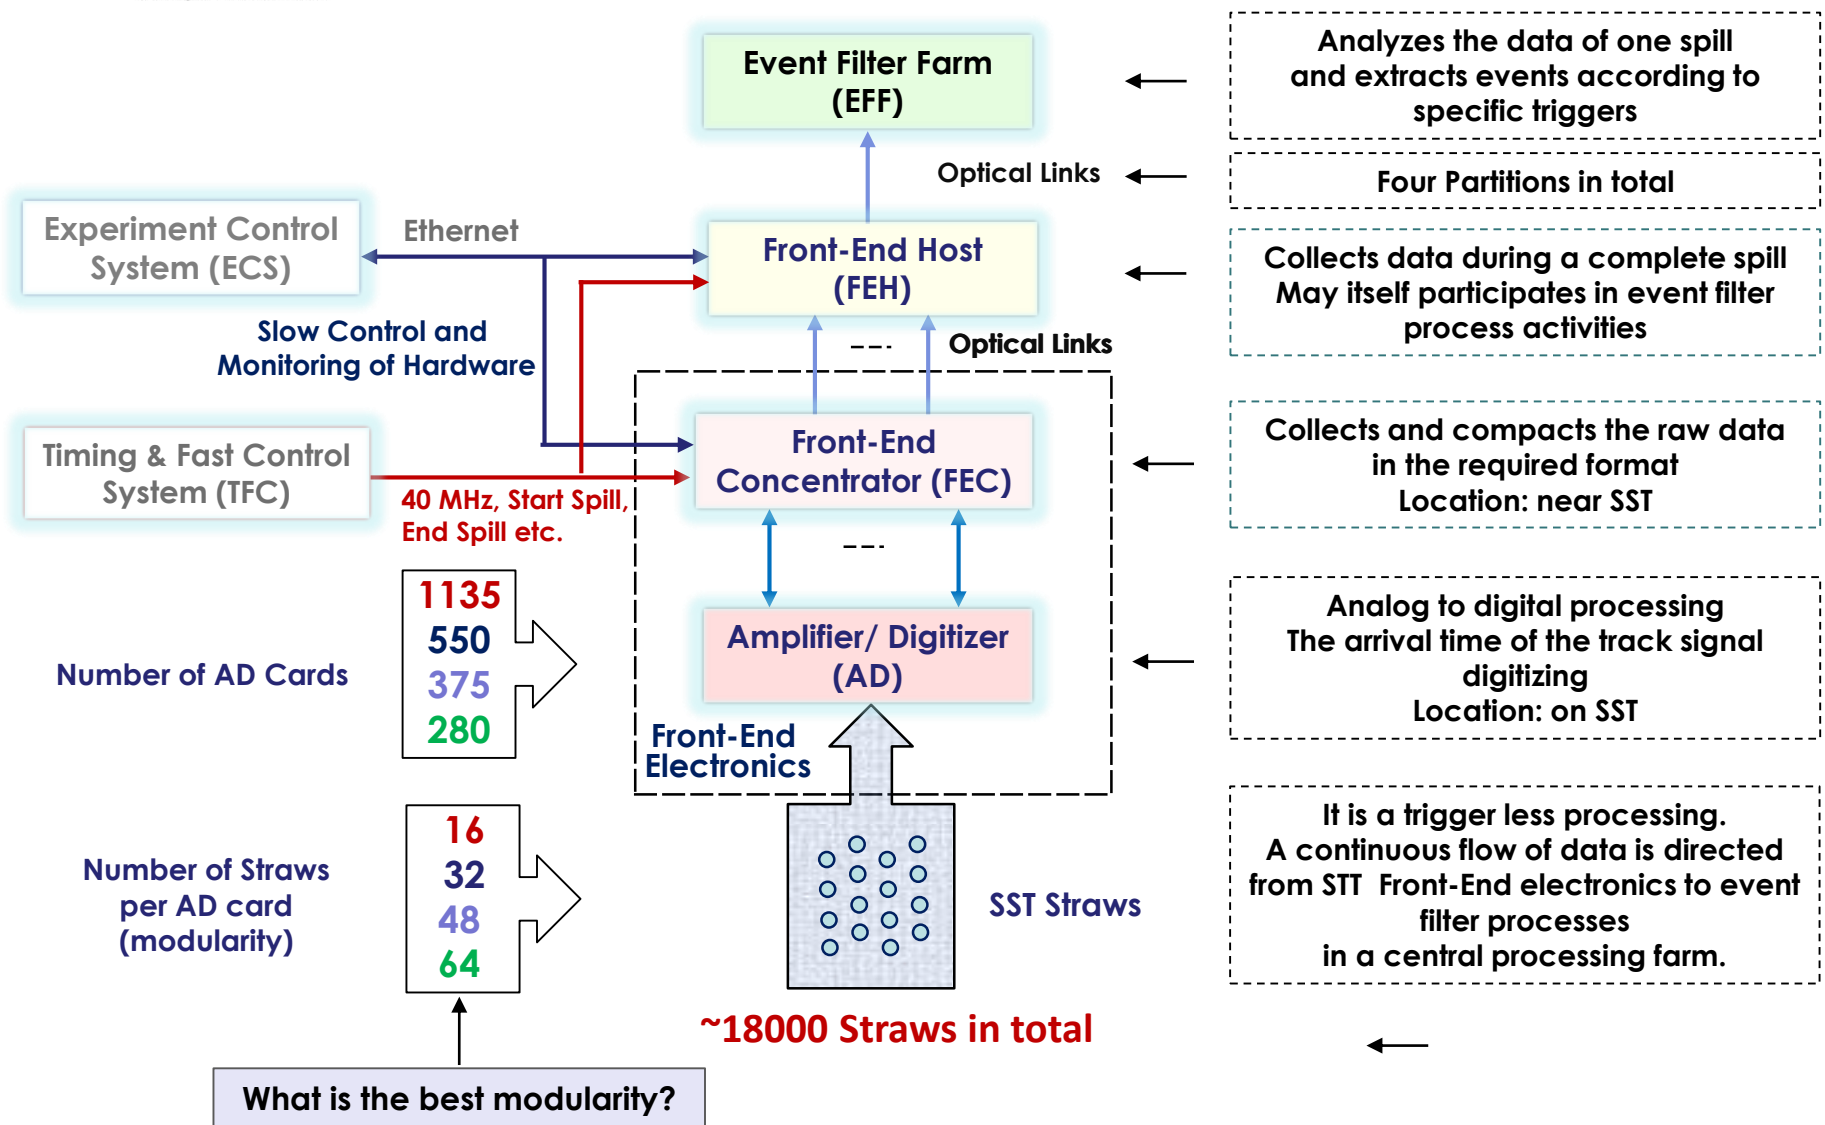 Event Filter Farm
(EFF)
Analyzes the data of one spill
and extracts events according to
specific triggers
Optical Links
Four Partitions in total
Experiment Control
System (ECS)
Ethernet
Front-End Host
(FEH)
Collects data during a complete spill
May itself participates in event filter
process activities
Slow Control and
Monitoring of Hardware
Optical Links
Timing & Fast Control
System (TFC)
40 MHz, Start Spill,
End Spill etc.
Front-End
Concentrator (FEC)
Collects and compacts the raw data
in the required format
Location: near SST
Number of AD Cards
1135
550
375
280
Amplifier/ Digitizer
(AD)
Front-End
Electronics
Analog to digital processing
The arrival time of the track signal
digitizing
Location: on SST
Number of Straws
per AD card
(modularity)
16
32
48
64
SST Straws
It is a trigger less processing.
A continuous flow of data is directed
from STT Front-End electronics to event
filter processes
in a central processing farm.
~18000 Straws in total
What is the best modularity?